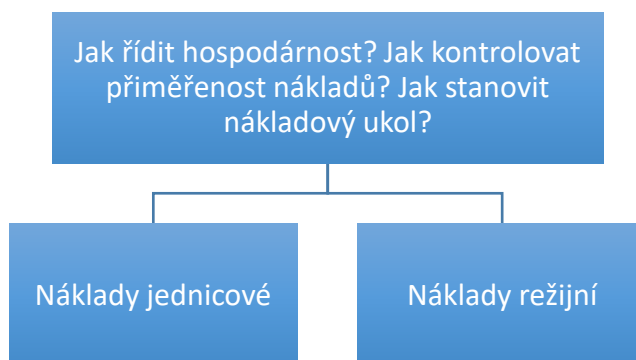 Jak řídit hospodárnost? Jak kontrolovat
přiměřenost nákladů? Jak stanovit
nákladový ukol?
Náklady jednicové
Náklady režijní